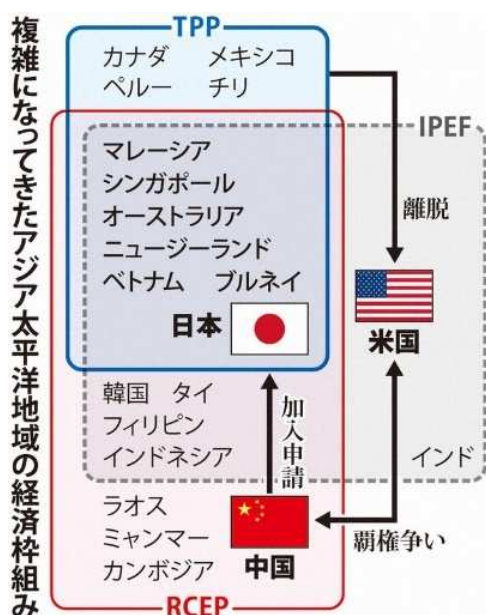 複雑になってきたアジア太平洋地域の経済枠組み
TPP
カナダ メキシコ
ペルー チリ
IPEF
マレーシア
シンガポール
オーストラリア
ニュージーランド
ベトナム ブルネイ
日本
離脱
米国
韓国 タイ
フィリピン
インドネシア
加入申請
インド
ラオス
ミャンマー
カンボジア
中国
覇権争い
RCEP